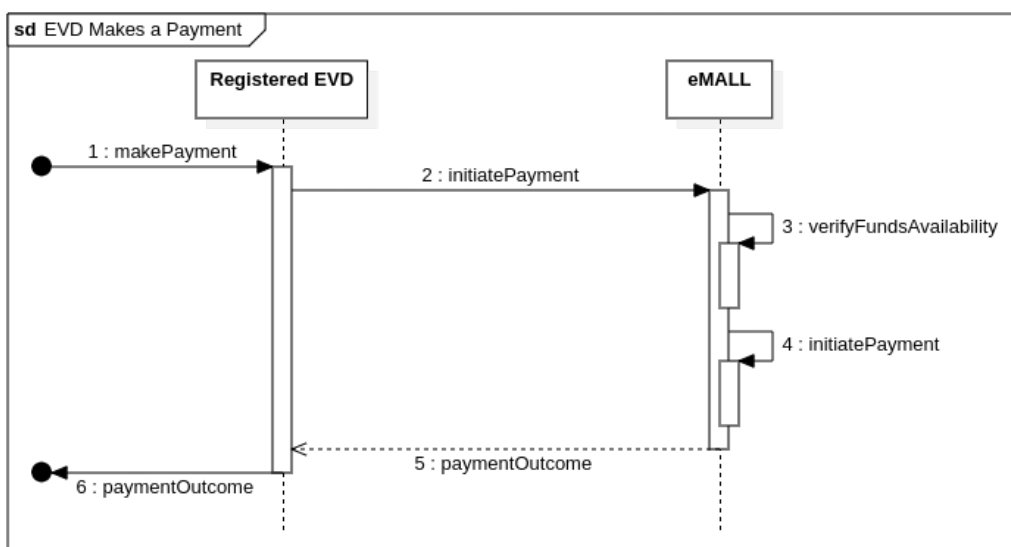 sd EVD Makes a Payment
Registered EVD
eMALL
1 : makePayment
2 : initiatePayment
3 : verifyFundsAvailability
4 : initiatePayment
5 : paymentOutcome
6 : paymentOutcome